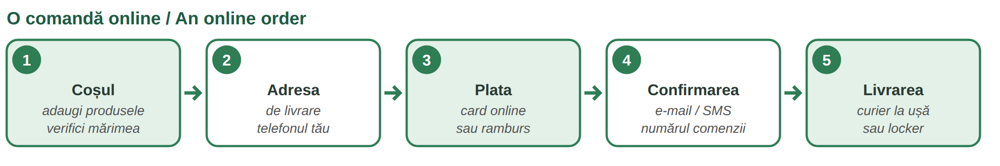 O comandă online / An online order
1
Coșul
adaugi produsele
verifici mărimea
2
Adresa
de livrare
telefonul tău
3
Plata
card online
sau ramburs
4
Confirmarea
e-mail / SMS
numărul comenzii
5
Livrarea
curier la ușă
sau locker